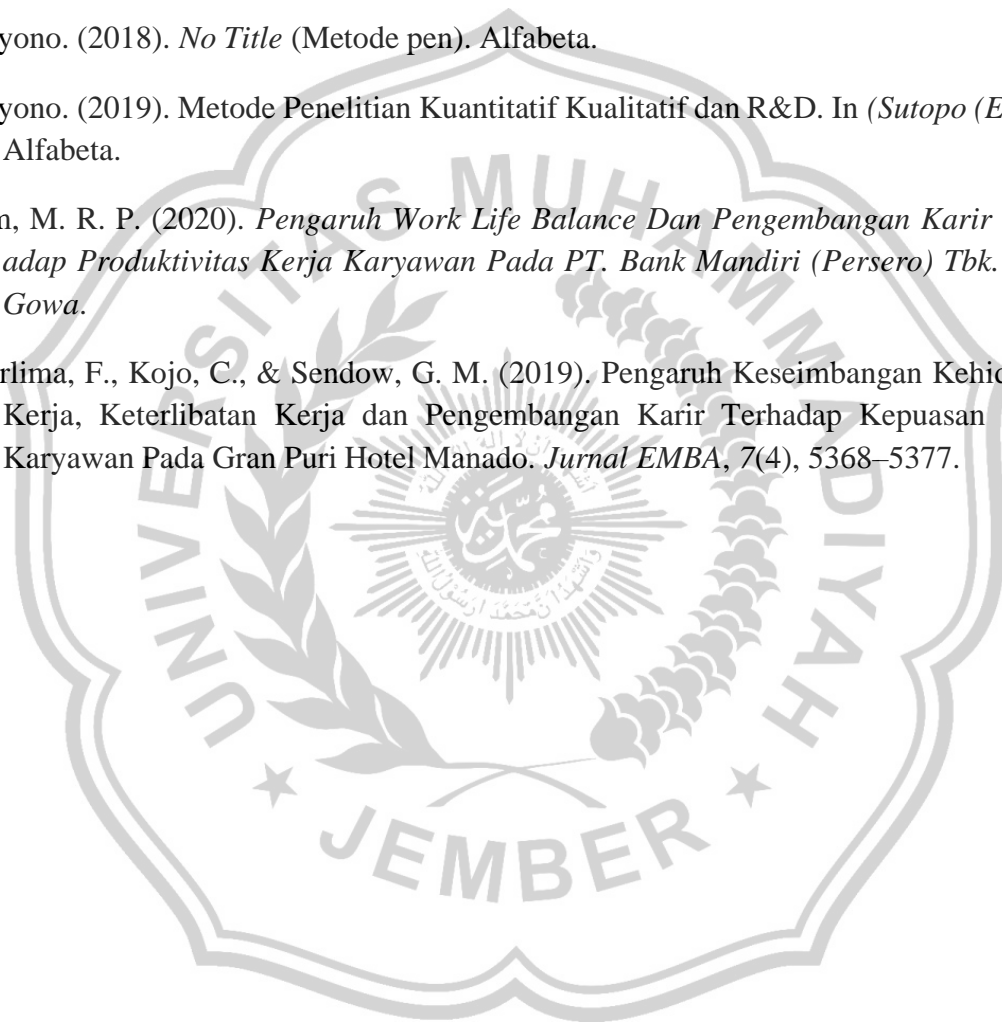 yono. (2018). No Title (Metode pen). Alfabeta.
yono. (2019). Metode Penelitian Kuantitatif Kualitatif dan R&D. In (Sutopo (E
Alfabeta.
, M. R. P. (2020). Pengaruh Work Life Balance Dan Pengembangan Karir
adap Produktivitas Kerja Karyawan Pada PT. Bank Mandiri (Persero) Tbk.
Gowa.
rlima, F., Kojo, C., & Sendow, G. M. (2019). Pengaruh Keseimbangan Kehid
Kerja, Keterlibatan Kerja dan Pengembangan Karir Terhadap Kepuasan
Karyawan Pada Gran Puri Hotel Manado. Jurnal EMBA, 7(4), 5368–5377.
UNIVERSITAS MUHAMMADIYAH
JEMBER